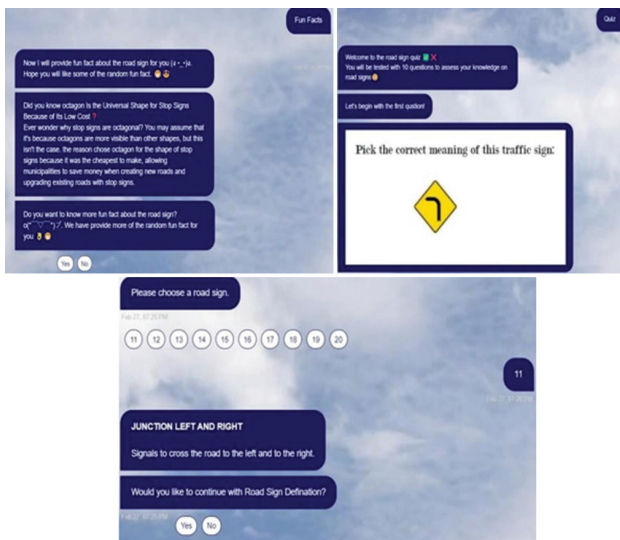 Fun Facts
Now I will provide fun fact about the road sign for you
Hope you will like some of the random fun fact.
Did you know octagon Is the Universal Shape for Stop Signs
Because of Its Low Cost ❓
Ever wonder why stop signs are octagonal? You may assume that
it's because octagons are more visible than other shapes, but this
isn't the case, the reason chose octagon for the shape of stop
signs because it was the cheapest to make, allowing
municipalities to save money when creating new roads and
upgrading existing roads with stop signs.
Do you want to know more fun fact about the road sign?
We have provide more of the random fun fact for
you
Yes No
Quiz
Welcome to the road sign quiz
You will be tested with 10 questions to assess your knowledge on
road signs
Let's begin with the first
Pick the correct meaning of this traffic sign:
Please choose a road sign.
Feb 27, 07:25 PM
11 12 13 14 15 16 17 18 19 20
11
JUNCTION LEFT AND RIGHT
Signals to cross the road to the left and to the right.
Would you like to continue with Road Sign Defination?
Feb 27, 07:25 PM
Yes No